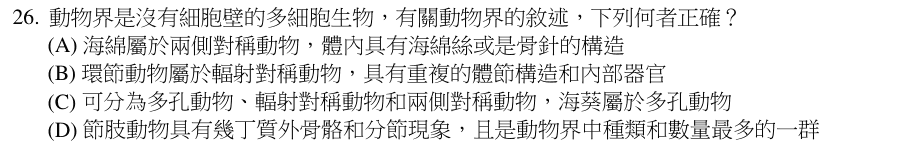 26. 動物界是沒有細胞壁的多細胞生物，有關動物界的敘述，下列何者正確？
(A) 海綿屬於兩側對稱動物，體內具有海綿絲或是骨針的構造
(B) 環節動物屬於輻射對稱動物，具有重複的體節構造和內部器官
(C) 可分為多孔動物、輻射對稱動物和兩側對稱動物，海葵屬於多孔動物
(D) 節肢動物具有幾丁質外骨骼和分節現象，且是動物界中種類和數量最多的一群